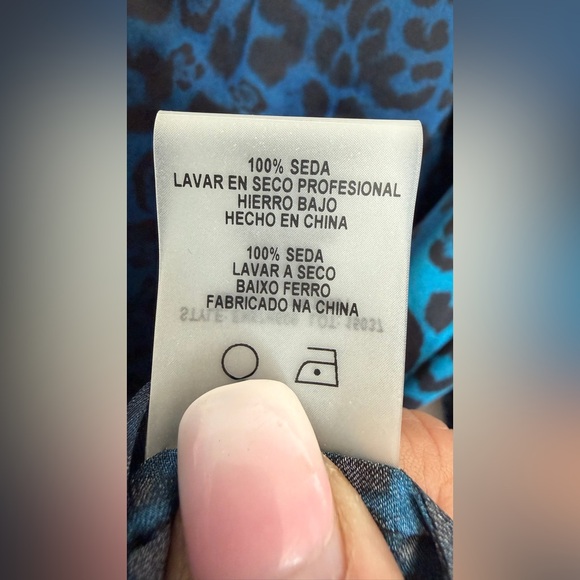 100% SEDA
LAVAR EN SECO PROFESIONAL
HIERRO BAJO
HECHO EN CHINA
100% SEDA
LAVAR A SECO
BAIXO FERRO
FABRICADO NA CHINA